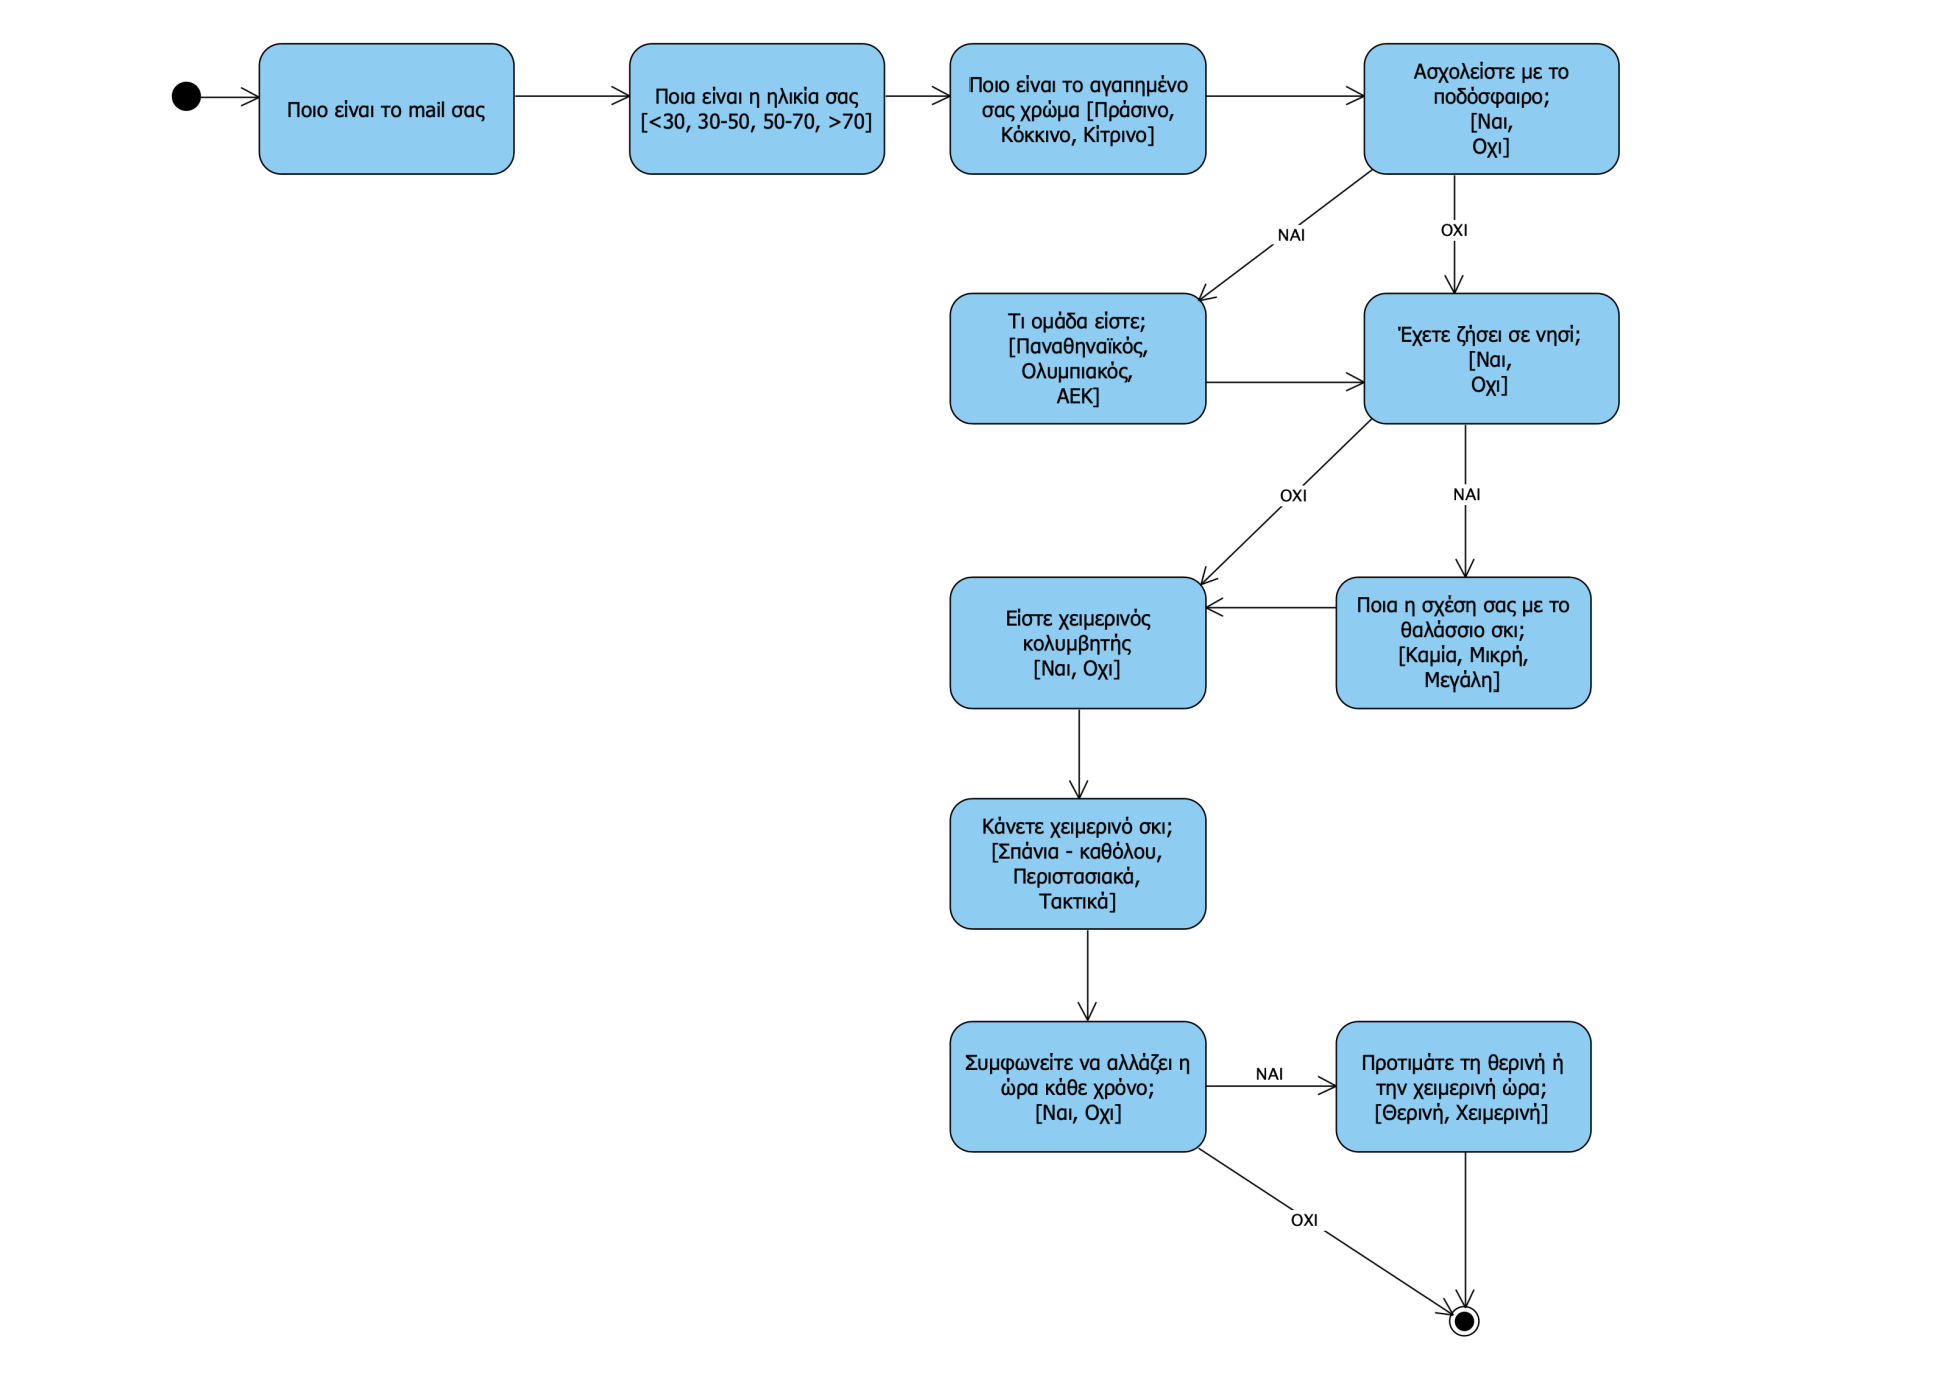 Ποιο είναι το mail σας
Ποια είναι η ηλικία σας
[<30, 30-50, 50-70, >70]
Ποιο είναι το αγαπημένο
σας χρώμα [Πράσινο,
Κόκκινο, Κίτρινο]
Ασχολείστε με το
ποδόσφαιρο;
[Ναι,
Οχι]
ΝΑΙ
ΟΧΙ
Τι ομάδα είστε;
[Παναθηναϊκός,
Ολυμπιακός,
ΑΕΚ]
Έχετε ζήσει σε νησί;
[Ναι,
Οχι]
ΟΧΙ
ΝΑΙ
Είστε χειμερινός
κολυμβητής
[Ναι, Οχι]
Ποια η σχέση σας με το
θαλάσσιο σκι;
[Καμία, Μικρή,
Μεγάλη]
Κάνετε χειμερινό σκι;
[Σπάνια - καθόλου,
Περιστασιακά,
Τακτικά]
Συμφωνείτε να αλλάζει η
ώρα κάθε χρόνο;
[Ναι, Οχι]
ΝΑΙ
Προτιμάτε τη θερινή ή
την χειμερινή ώρα;
[Θερινή, Χειμερινή]
ΟΧΙ